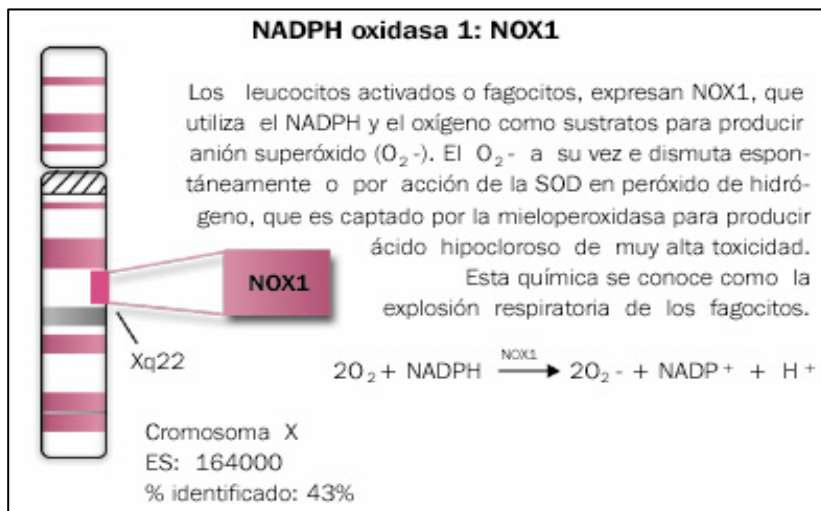 NADPH oxidasa 1: NOX1
Los leucocitos activados o fagocitos, expresan NOX1, que
utiliza el NADPH y el oxígeno como sustratos para producir
anión superóxido (O₂-). El O₂- a su vez e dismuta espon-
táneamente o por acción de la SOD en peróxido de hidró-
geno, que es captado por la mieloperoxidasa para producir
ácido hipocloroso de muy alta toxicidad.
Esta química se conoce como la
explosión respiratoria de los fagocitos.
NOX1
Xq22
NOX1
2O₂ + NADPH → 2O₂- + NADP+ + H+
Cromosoma X
ES: 164000
% identificado: 43%